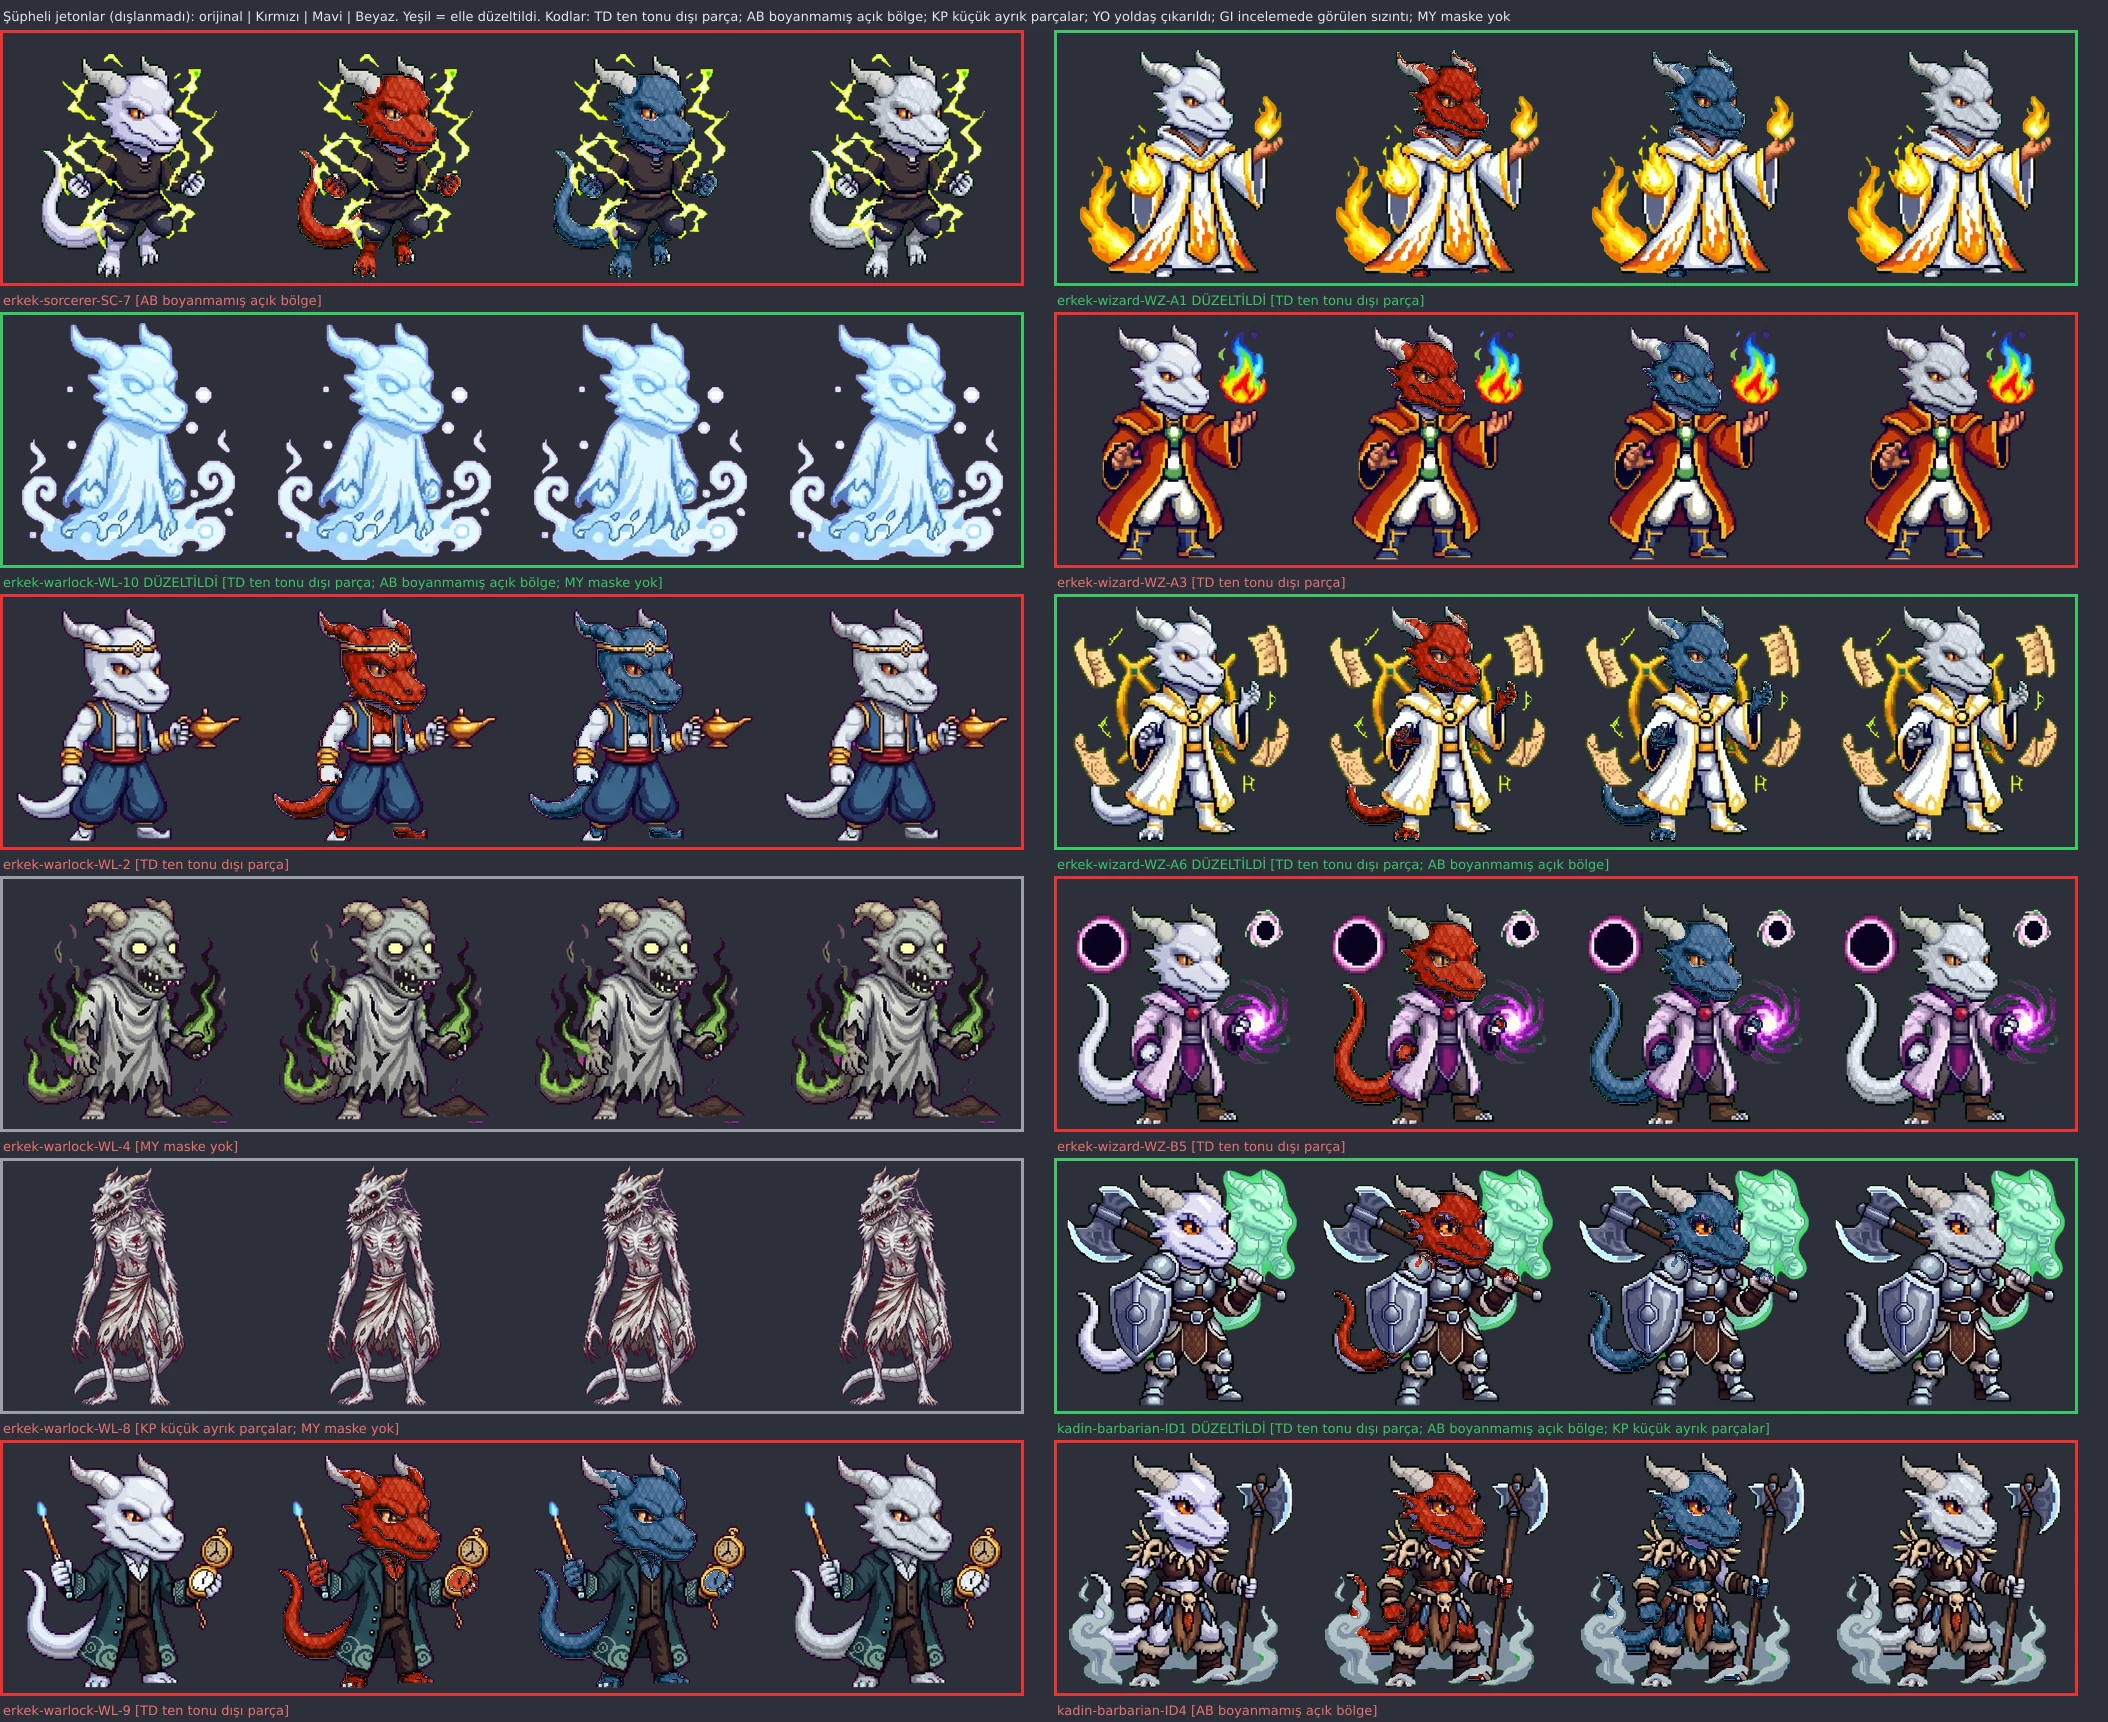 Şüpheli jetonlar (dışlanmadı): orijinal | Kırmızı | Mavi | Beyaz. Yeşil = elle düzeltildi. Kodlar: TD ten tonu dışı parça; AB boyanmamış açık bölge; KP küçük ayrık parçalar; YO yoldaş çıkarıldı; GI incelemede görülen sızıntı; MY maske yok
erkek-sorcerer-SC-7 [AB boyanmamış açık bölge]
erkek-wizard-WZ-A1 DÜZELTİLDİ [TD ten tonu dışı parça]
erkek-warlock-WL-10 DÜZELTİLDİ [TD ten tonu dışı parça; AB boyanmamış açık bölge; MY maske yok]
erkek-wizard-WZ-A3 [TD ten tonu dışı parça]
erkek-warlock-WL-2 [TD ten tonu dışı parça]
erkek-wizard-WZ-A6 DÜZELTİLDİ [TD ten tonu dışı parça; AB boyanmamış açık bölge]
erkek-warlock-WL-4 [MY maske yok]
erkek-wizard-WZ-B5 [TD ten tonu dışı parça]
erkek-warlock-WL-8 [KP küçük ayrık parçalar; MY maske yok]
kadin-barbarian-ID1 DÜZELTİLDİ [TD ten tonu dışı parça; AB boyanmamış açık bölge; KP küçük ayrık parçalar]
erkek-warlock-WL-9 [TD ten tonu dışı parça]
kadin-barbarian-ID4 [AB boyanmamış açık bölge]